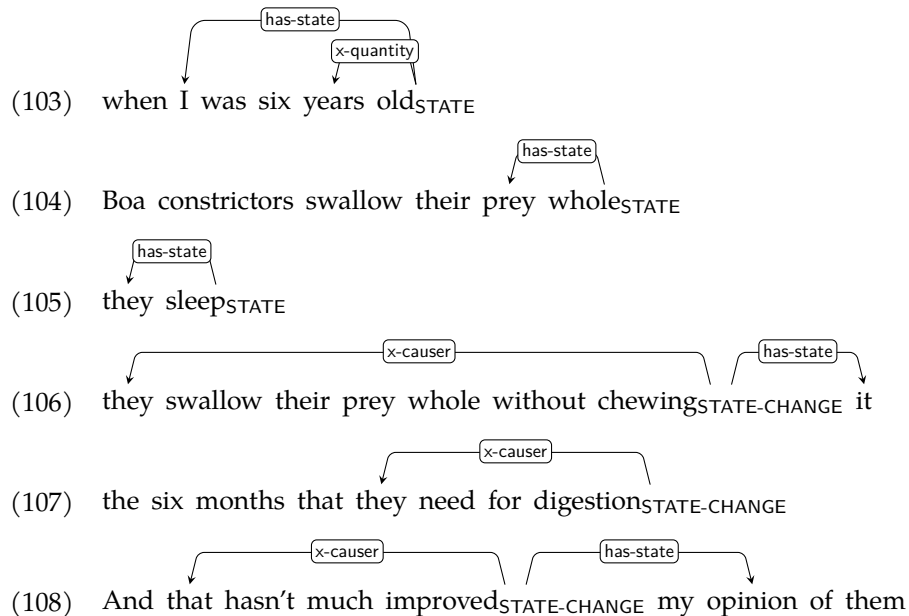 has-state
x-quantity
(103) when I was six years oldSTATE
has-state
(104) Boa constrictors swallow their prey wholeSTATE
has-state
(105) they sleepSTATE
x-causer has-state
(106) they swallow their prey whole without chewingSTATE-CHANGE it
x-causer
(107) the six months that they need for digestionSTATE-CHANGE
x-causer has-state
(108) And that hasn't much improvedSTATE-CHANGE my opinion of them